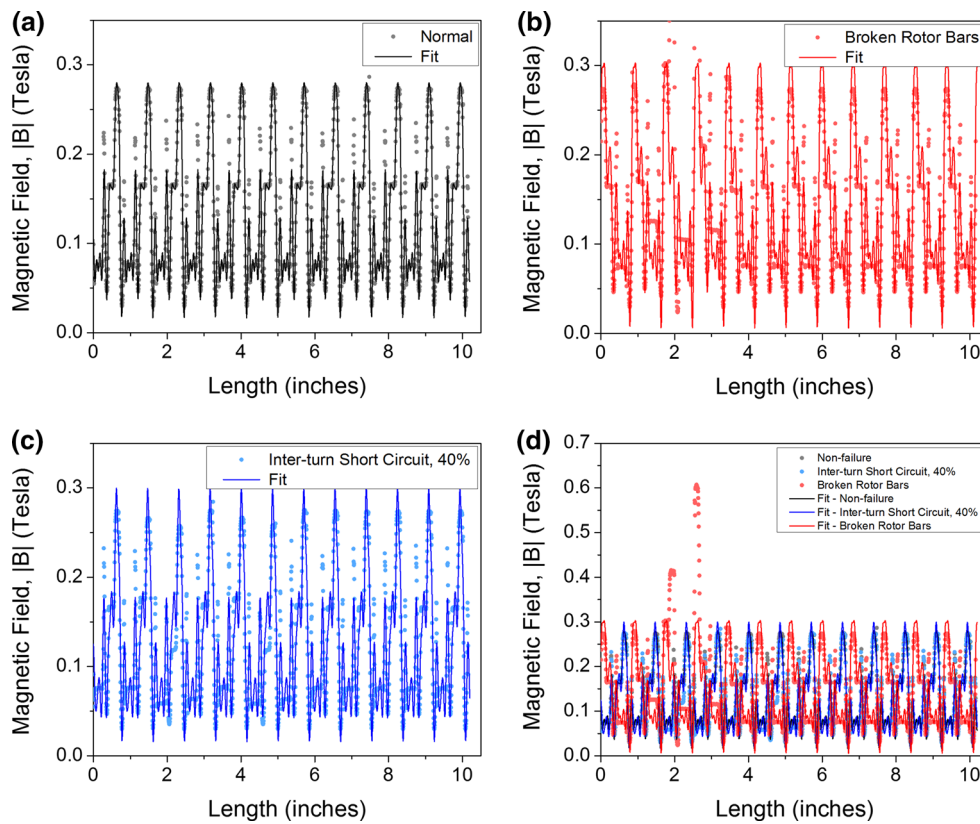 (a)
Normal
Fit
Magnetic Field, |B| (Tesla)
0.3
0.2
0.1
0.0
0 2 4 6 8 10
Length (inches)
(b)
Broken Rotor Bars
Fit
Magnetic Field, |B| (Tesla)
0.3
0.2
0.1
0.0
0 2 4 6 8 10
Length (inches)
(c)
Inter-turn Short Circuit, 40%
Fit
Magnetic Field, |B| (Tesla)
0.3
0.2
0.1
0.0
0 2 4 6 8 10
Length (inches)
(d)
Non-failure
Inter-turn Short Circuit, 40%
Broken Rotor Bars
Fit - Non-failure
Fit - Inter-turn Short Circuit, 40%
Fit - Broken Rotor Bars
Magnetic Field, |B| (Tesla)
0.7
0.6
0.5
0.4
0.3
0.2
0.1
0.0
0 2 4 6 8 10
Length (inches)